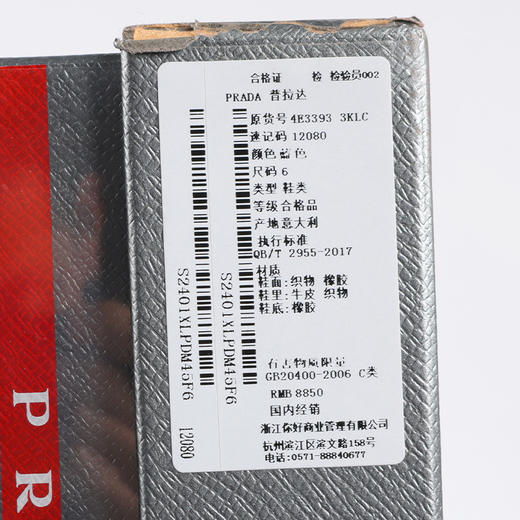 合格证 检 检验员002
PRADA 普拉达
原货号 4E3393 3KLC
速记码 12080
颜色 蓝色
尺码 6
类型 鞋类
等级合格品
产地意大利
执行标准
QB/T 2955-2017
材质
鞋面: 织物 橡胶
鞋里: 牛皮 织物
鞋底: 橡胶
有害物质限量
GB20400-2006 C类
RMB 8850
国内经销
浙江你好商业管理有限公司
杭州滨江区滨文路158号
电话:0571-88840677
S2401XLPDM45F6
S2401XLPDM45F6
12080
PR